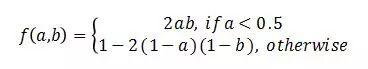 f(a,b) = { 2ab, if a < 0.5
1 − 2(1 − a)(1 − b), otherwise